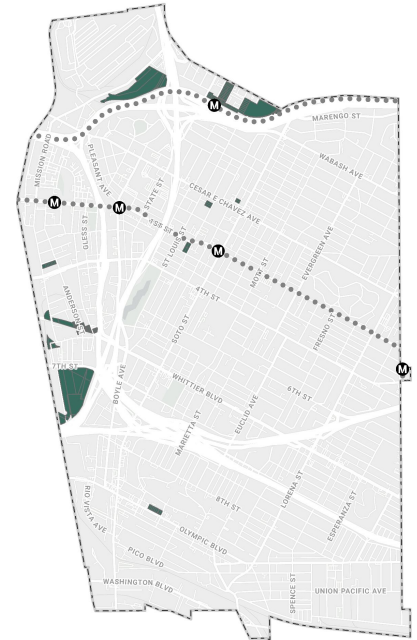 M
MARENGO ST
MISSION ROAD
PLEASANT AVE
WABASH AVE
STATE ST
CESAR E CHAVEZ AVE
M
M
GLESS ST
1ST ST
ST LOUIS ST
M
MOTT ST
EVERGREEN AVE
4TH ST
ANDERSON ST
SOTO ST
FRESNO ST
7TH ST
M
BOYLE AVE
WHITTIER BLVD
6TH ST
MARIETTA ST
EUCLID AVE
RIO VISTA AVE
8TH ST
LORENA ST
ESPERANZA ST
OLYMPIC BLVD
PICO BLVD
WASHINGTON BLVD
SPENCE ST
UNION PACIFIC AVE